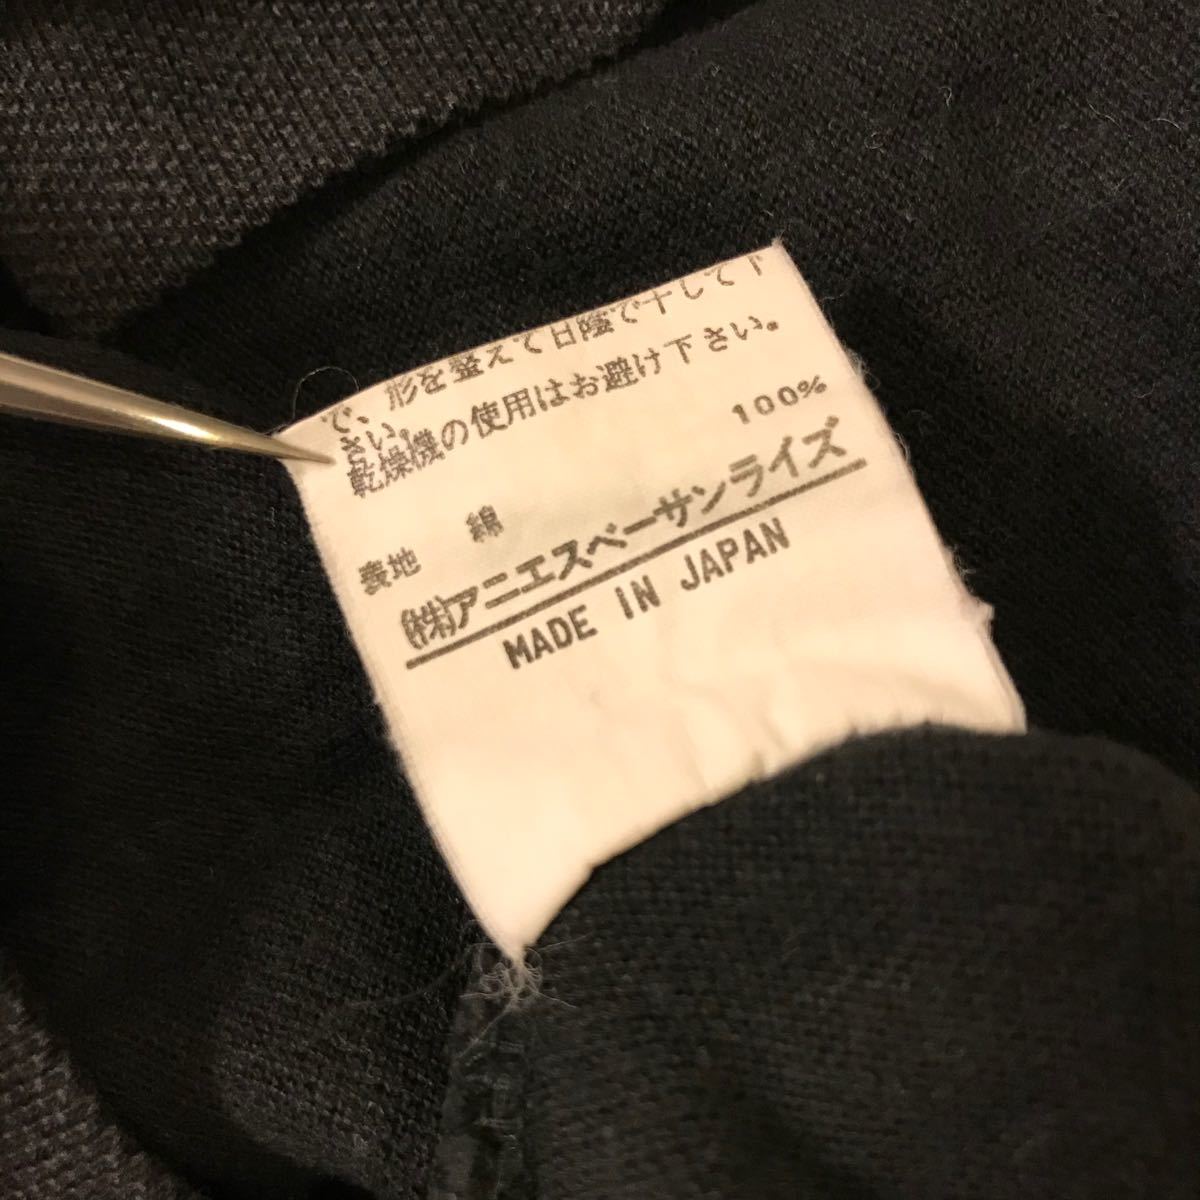 で、形を整えて日陰で干して下
さい。
乾燥機の使用はお避け下さい。
表地 綿 100%
(株)アニエスベーサンライズ
MADE IN JAPAN